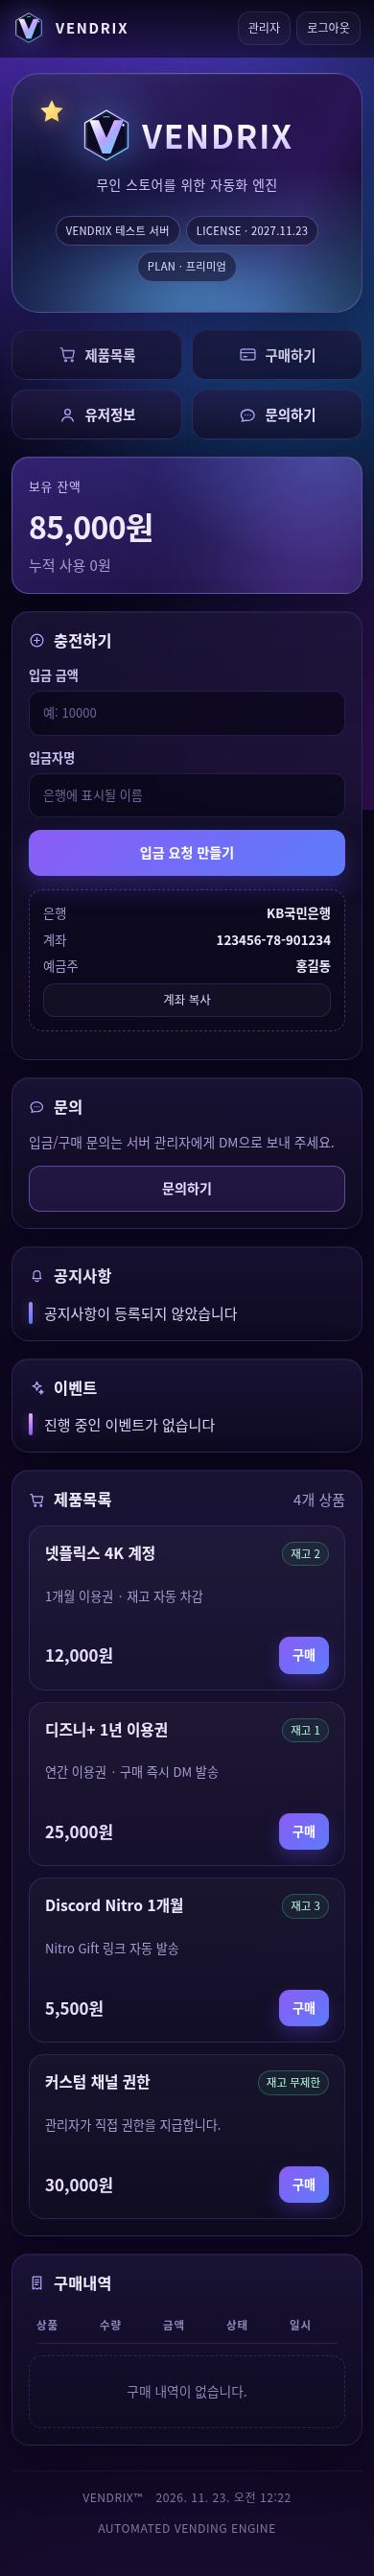 VENDRIX
관리자
로그아웃
VENDRIX
무인 스토어를 위한 자동화 엔진
VENDRIX 테스트 서버
LICENSE · 2027.11.23
PLAN · 프리미엄
제품목록
구매하기
유저정보
문의하기
보유 잔액
85,000원
누적 사용 0원
충전하기
입금 금액
예: 10000
입금자명
은행에 표시될 이름
입금 요청 만들기
은행 KB국민은행
계좌 123456-78-901234
예금주 홍길동
계좌 복사
문의
입금/구매 문의는 서버 관리자에게 DM으로 보내 주세요.
문의하기
공지사항
공지사항이 등록되지 않았습니다
이벤트
진행 중인 이벤트가 없습니다
제품목록 4개 상품
넷플릭스 4K 계정 재고 2
1개월 이용권 · 재고 자동 차감
12,000원 구매
디즈니+ 1년 이용권 재고 1
연간 이용권 · 구매 즉시 DM 발송
25,000원 구매
Discord Nitro 1개월 재고 3
Nitro Gift 링크 자동 발송
5,500원 구매
커스텀 채널 권한 재고 무제한
관리자가 직접 권한을 지급합니다.
30,000원 구매
구매내역
상품 수량 금액 상태 일시
구매 내역이 없습니다.
VENDRIX™ 2026. 11. 23. 오전 12:22
AUTOMATED VENDING ENGINE